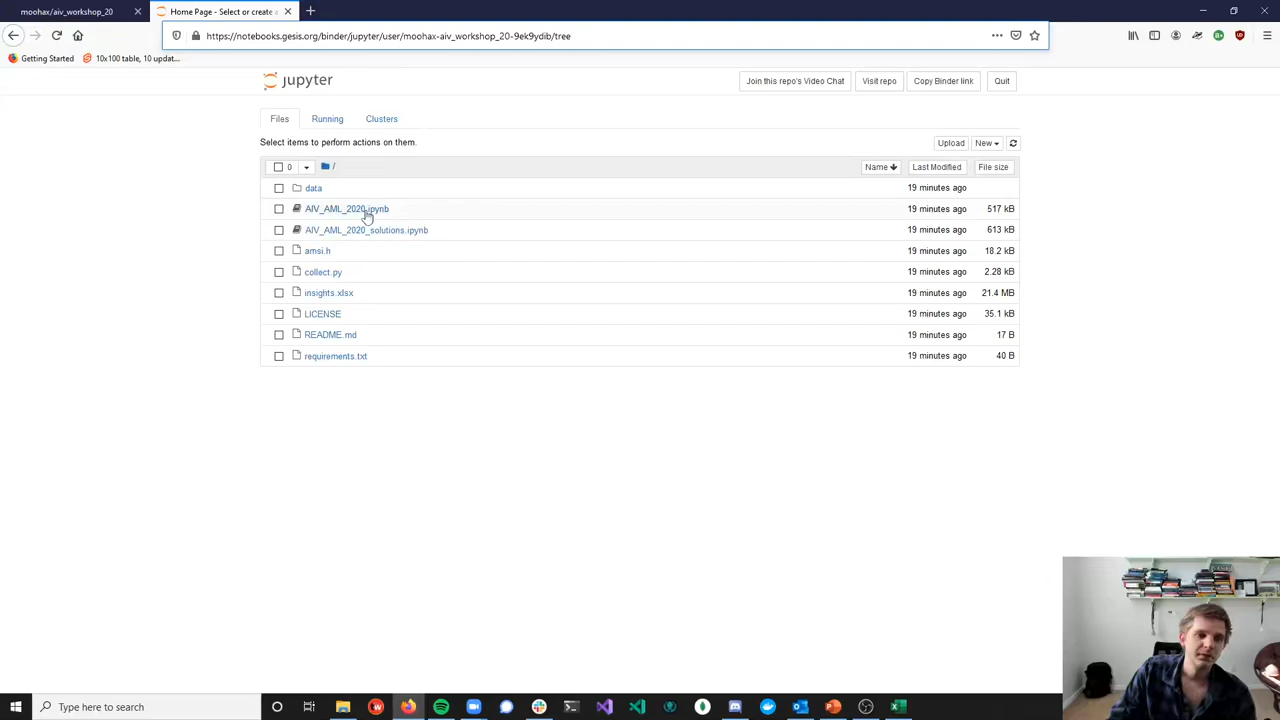 moohax/aiv_workshop_20
Home Page - Select or create a
https://notebooks.gesis.org/binder/jupyter/user/moohax-aiv_workshop_20-9ek9ydib/tree
Getting Started
10x100 table, 10 updat...
jupyter
Join this repo's Video Chat
Visit repo
Copy Binder link
Quit
Files
Running
Clusters
Select items to perform actions on them.
Upload
New
0
/
Name
Last Modified
File size
data 19 minutes ago
AIV_AML_2020.ipynb 19 minutes ago 517 kB
AIV_AML_2020_solutions.ipynb 19 minutes ago 613 kB
amsi.h 19 minutes ago 18.2 kB
collect.py 19 minutes ago 2.28 kB
insights.xlsx 19 minutes ago 21.4 MB
LICENSE 19 minutes ago 35.1 kB
README.md 19 minutes ago 17 B
requirements.txt 19 minutes ago 40 B
Type here to search